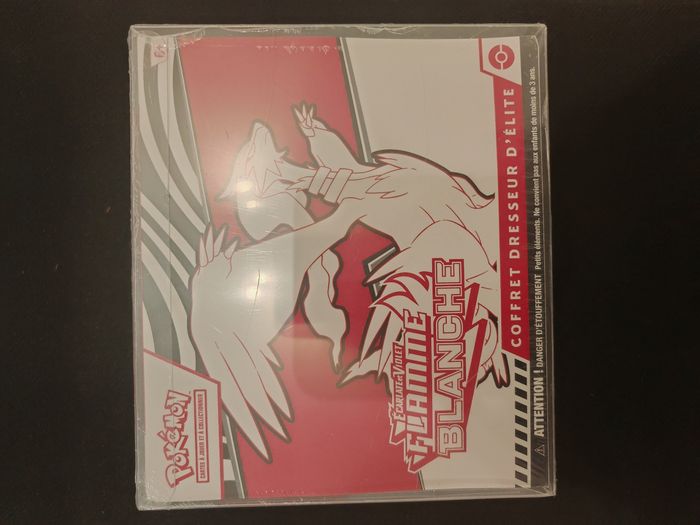 POKéMON
CARTES À JOUER ET À COLLECTIONNER
ÉCARLATE ET VIOLET
FLAMME
BLANCHE
COFFRET DRESSEUR D'ÉLITE
ATTENTION ! DANGER D'ÉTOUFFEMENT Petits éléments. Ne convient pas aux enfants de moins de 3 ans.